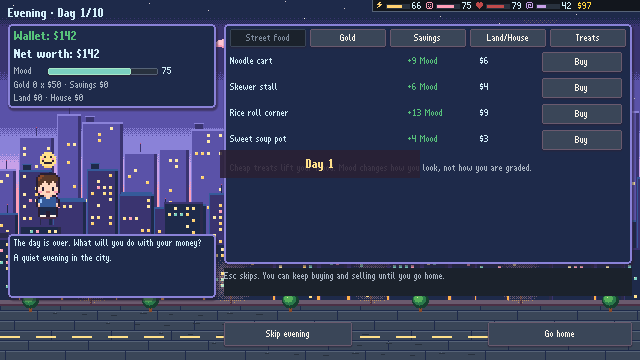 Evening · Day 1/10
66 75 79 42 $97
Wallet: $142
Net worth: $142
Mood 75
Gold 0 x $50 · Savings $0
Land $0 · House $0
Street food Gold Savings Land/House Treats
Noodle cart +9 Mood $6 Buy
Skewer stall +6 Mood $4 Buy
Rice roll corner +13 Mood $9 Buy
Sweet soup pot +4 Mood $3 Buy
Day 1
Cheap treats lift your mood. Mood changes how you look, not how you are graded.
The day is over. What will you do with your money?
A quiet evening in the city.
Esc skips. You can keep buying and selling until you go home.
Skip evening Go home